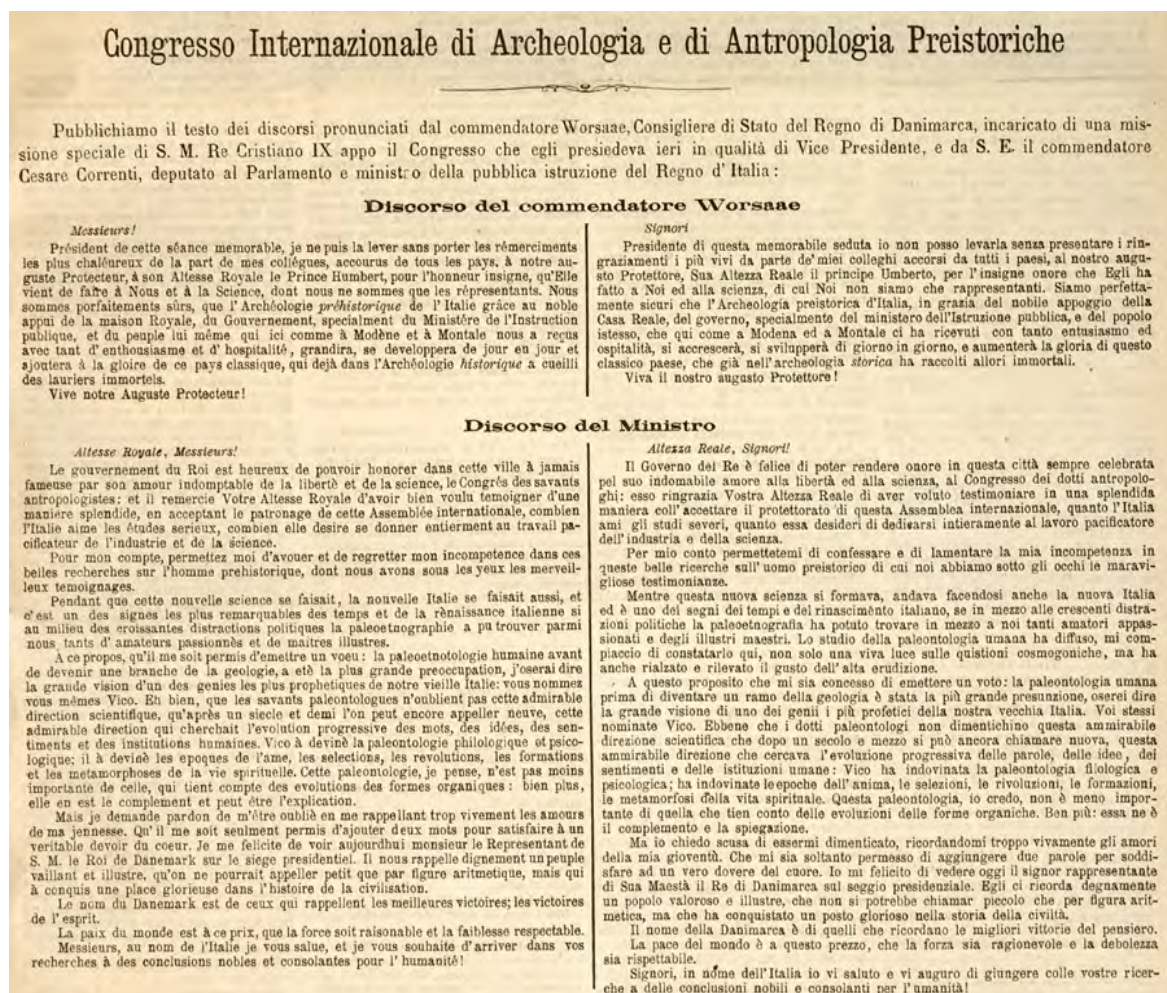 Congresso Internazionale di Archeologia e di Antropologia Preistoriche
Pubblichiamo il testo dei discorsi pronunciati dal commendatore Worsaae, Consigliere di Stato del Regno di Danimarca, incaricato di una mis-
sione speciale di S. M. Re Cristiano IX appo il Congresso che egli presiedeva ieri in qualità di Vice Presidente, e da S. E. il commendatore
Cesare Correnti, deputato al Parlamento e ministro della pubblica istruzione del Regno d' Italia:
Discorso del commendatore Worsaae
Messieurs!
Président de cette séance memorable, je ne puis la lever sans porter les rémerciments
les plus chaléureux de la part de mes collègues, accourus de tous les pays, à notre au-
guste Protecteur, à son Altesse Royale le Prince Humbert, pour l'honneur insigne, qu'Elle
vient de faire à Nous et à la Science, dont nous ne sommes que les répresentants. Nous
sommes porfaitements sûrs, que l'Archéologie préhistorique de l' Italie grâce au noble
appui de la maison Royale, du Gouvernement, specialment du Ministére de l'Instruction
publique, et du peuple lui même qui ici comme à Modène et à Montale nous a reçus
avec tant d' enthousiasme et d' hospitalité, grandira, se developpera de jour en jour et
ajoutera à la gloire de ce pays classique, qui dejà dans l'Archéologie historique a cueilli
des lauriers immortels.
Vive notre Auguste Protecteur!
Signori
Presidente di questa memorabile seduta io non posso levarla senza presentare i rin-
graziamenti i più vivi da parte de' miei colleghi accorsi da tutti i paesi, al nostro augu-
sto Protettore, Sua Altezza Reale il principe Umberto, per l' insigne onore che Egli ha
fatto a Noi ed alla scienza, di cui Noi non siamo che rappresentanti. Siamo perfetta-
mente sicuri che l'Archeologia preistorica d'Italia, in grazia del nobile appoggio della
Casa Reale, del governo, specialmente del ministero dell'Istruzione pubblica, e del popolo
istesso, che qui come a Modena ed a Montale ci ha ricevuti con tanto entusiasmo ed
ospitalità, si accrescerà, si svilupperà di giorno in giorno, e aumenterà la gloria di questo
classico paese, che già nell'archeologia storica ha raccolti allori immortali.
Viva il nostro augusto Protettore!
Discorso del Ministro
Altesse Royale, Messieurs!
Le gouvernement du Roi est heureux de pouvoir honorer dans cette ville à jamais
fameuse par son amour indomptable de la libertè et de la science, le Congrès des savants
antropologistes: et il remercie Votre Altesse Royale d'avoir bien voulu temoigner d'une
maniere splendide, en acceptant le patronage de cette Assemblée internationale, combien
l'Italie aime les études serieux, combien elle desire se donner entierment au travail pa-
cificateur de l'industrie et de la science.
Pour mon compte, permettez moi d'avouer et de regretter mon incompetence dans ces
belles recherches sur l'homme prehistorique, dont nous avons sous les yeux les merveil-
leux temoignages.
Pendant que cette nouvelle science se faisait, la nouvelle Italie se faisait aussi, et
c'est un des signes les plus remarquables des temps et de la rènaissance italienne si
au milieu des croissantes distractions politiques la paleoetnographie a pu trouver parmi
nous tants d' amateurs passionnès et de maitres illustres.
A ce propos, qu'il me soit permis d'emettre un voeu: la paleoetnotologie humaine avant
de devenir une branche de la geologie, a etè la plus grande preoccupation, j'oserai dire
la grande vision d'un des genies les plus prophetiques de notre vieille Italie: vous nommez
vous mêmes Vico. Eh bien, que les savants paleontologues n'oublient pas cette admirable
direction scientifique, qu'après un siecle et demi l'on peut encore appeller neuve, cette
admirable direction qui cherchait l'evolution progressive des mots, des idées, des sen-
timents et des institutions humaines. Vico à devinè la paleontologie philologique et psico-
logique; il à devinè les epoques de l'ame, les selections, les revolutions, les formations
et les metamorphoses de la vie spirituelle. Cette paleontologie, je pense, n'est pas moins
importante de celle, qui tient compte des evolutions des formes organiques: bien plus,
elle en est le complement et peut être l'explication.
Mais je demande pardon de m'être oubliè en me rappellant trop vivement les amours
de ma jennesse. Qu' il me soit seulment permis d'ajouter deux mots pour satisfaire à un
veritable devoir du coeur. Je me felicite de voir aujourdhui monsieur le Representant de
S. M. le Roi de Danemark sur le siege presidentiel. Il nous rappelle dignement un peuple
vaillant et illustre, qu'on ne pourrait appeller petit que par figure aritmetique, mais qui
à conquis une place glorieuse dans l' histoire de la civilisation.
Le nom du Danemark est de ceux qui rappellent les meilleures victoires; les victoires
de l' esprit.
La paix du monde est à ce prix, que la force soit raisonable et la faiblesse respectable.
Messieurs, au nom de l'Italie je vous salue, et je vous souhaite d'arriver dans vos
recherches à des conclusions nobles et consolantes pour l' humanité!
Altezza Reale, Signori!
Il Governo del Re è felice di poter rendere onore in questa città sempre celebrata
pel suo indomabile amore alla libertà ed alla scienza, al Congresso dei dotti antropolo-
ghi: esso ringrazia Vostra Altezza Reale di aver voluto testimoniare in una splendida
maniera coll' accettare il protettorato di questa Assemblea internazionale, quanto l'Italia
ami gli studi severi, quanto essa desideri di dedicarsi intieramente al lavoro pacificatore
dell' industria e della scienza.
Per mio conto permettetemi di confessare e di lamentare la mia incompetenza in
queste belle ricerche sull' uomo preistorico di cui noi abbiamo sotto gli occhi le maravi-
gliose testimonianze.
Mentre questa nuova scienza si formava, andava facendosi anche la nuova Italia
ed è uno dei segni dei tempi e del rinascimènto italiano, se in mezzo alle crescenti distra-
zioni politiche la paleoetnografia ha potuto trovare in mezzo a noi tanti amatori appas-
sionati e degli illustri maestri. Lo studio della paleontologia umana ha diffuso, mi com-
piaccio di constatarlo qui, non solo una viva luce sulle quistioni cosmogoniche, ma ha
anche rialzato e rilevato il gusto dell' alta erudizione.
A questo proposito che mi sia concesso di emettere un voto: la paleontologia umana
prima di diventare un ramo della geologia è stata la più grande presunzione, oserei dire
la grande visione di uno dei genii i più profetici della nostra vecchia Italia. Voi stessi
nominate Vico. Ebbene che i dotti paleontologi non dimentichino questa ammirabile
direzione scientifica che dopo un secolo e mezzo si può ancora chiamare nuova, questa
ammirabile direzione che cercava l'evoluzione progressiva delle parole, delle idee, dei
sentimenti e delle istituzioni umane: Vico ha indovinata la paleontologia filologica e
psicologica; ha indovinate le epoche dell' anima, le selezioni, le rivoluzioni, le formazioni,
le metamorfosi della vita spirituale. Questa paleontologia, io credo, non è meno impor-
tante di quella che tien conto delle evoluzioni delle forme organiche. Ben più: essa ne è
il complemento e la spiegazione.
Ma io chiedo scusa di essermi dimenticato, ricordandomi troppo vivamente gli amori
della mia gioventù. Che mi sia soltanto permesso di aggiungere due parole per soddi-
sfare ad un vero dovere del cuore. Io mi felicito di vedere oggi il signor rappresentante
di Sua Maestà il Re di Danimarca sul seggio presidenziale. Egli ci ricorda degnamente
un popolo valoroso e illustre, che non si potrebbe chiamar piccolo che per figura arit-
metica, ma che ha conquistato un posto glorioso nella storia della civiltà.
Il nome della Danimarca è di quelli che ricordano le migliori vittorie del pensiero.
La pace del mondo è a questo prezzo, che la forza sia ragionevole e la debolezza
sia rispettabile.
Signori, in nome dell'Italia io vi saluto e vi auguro di giungere colle vostre ricer-
che a delle conclusioni nobili e consolanti per l'umanità!